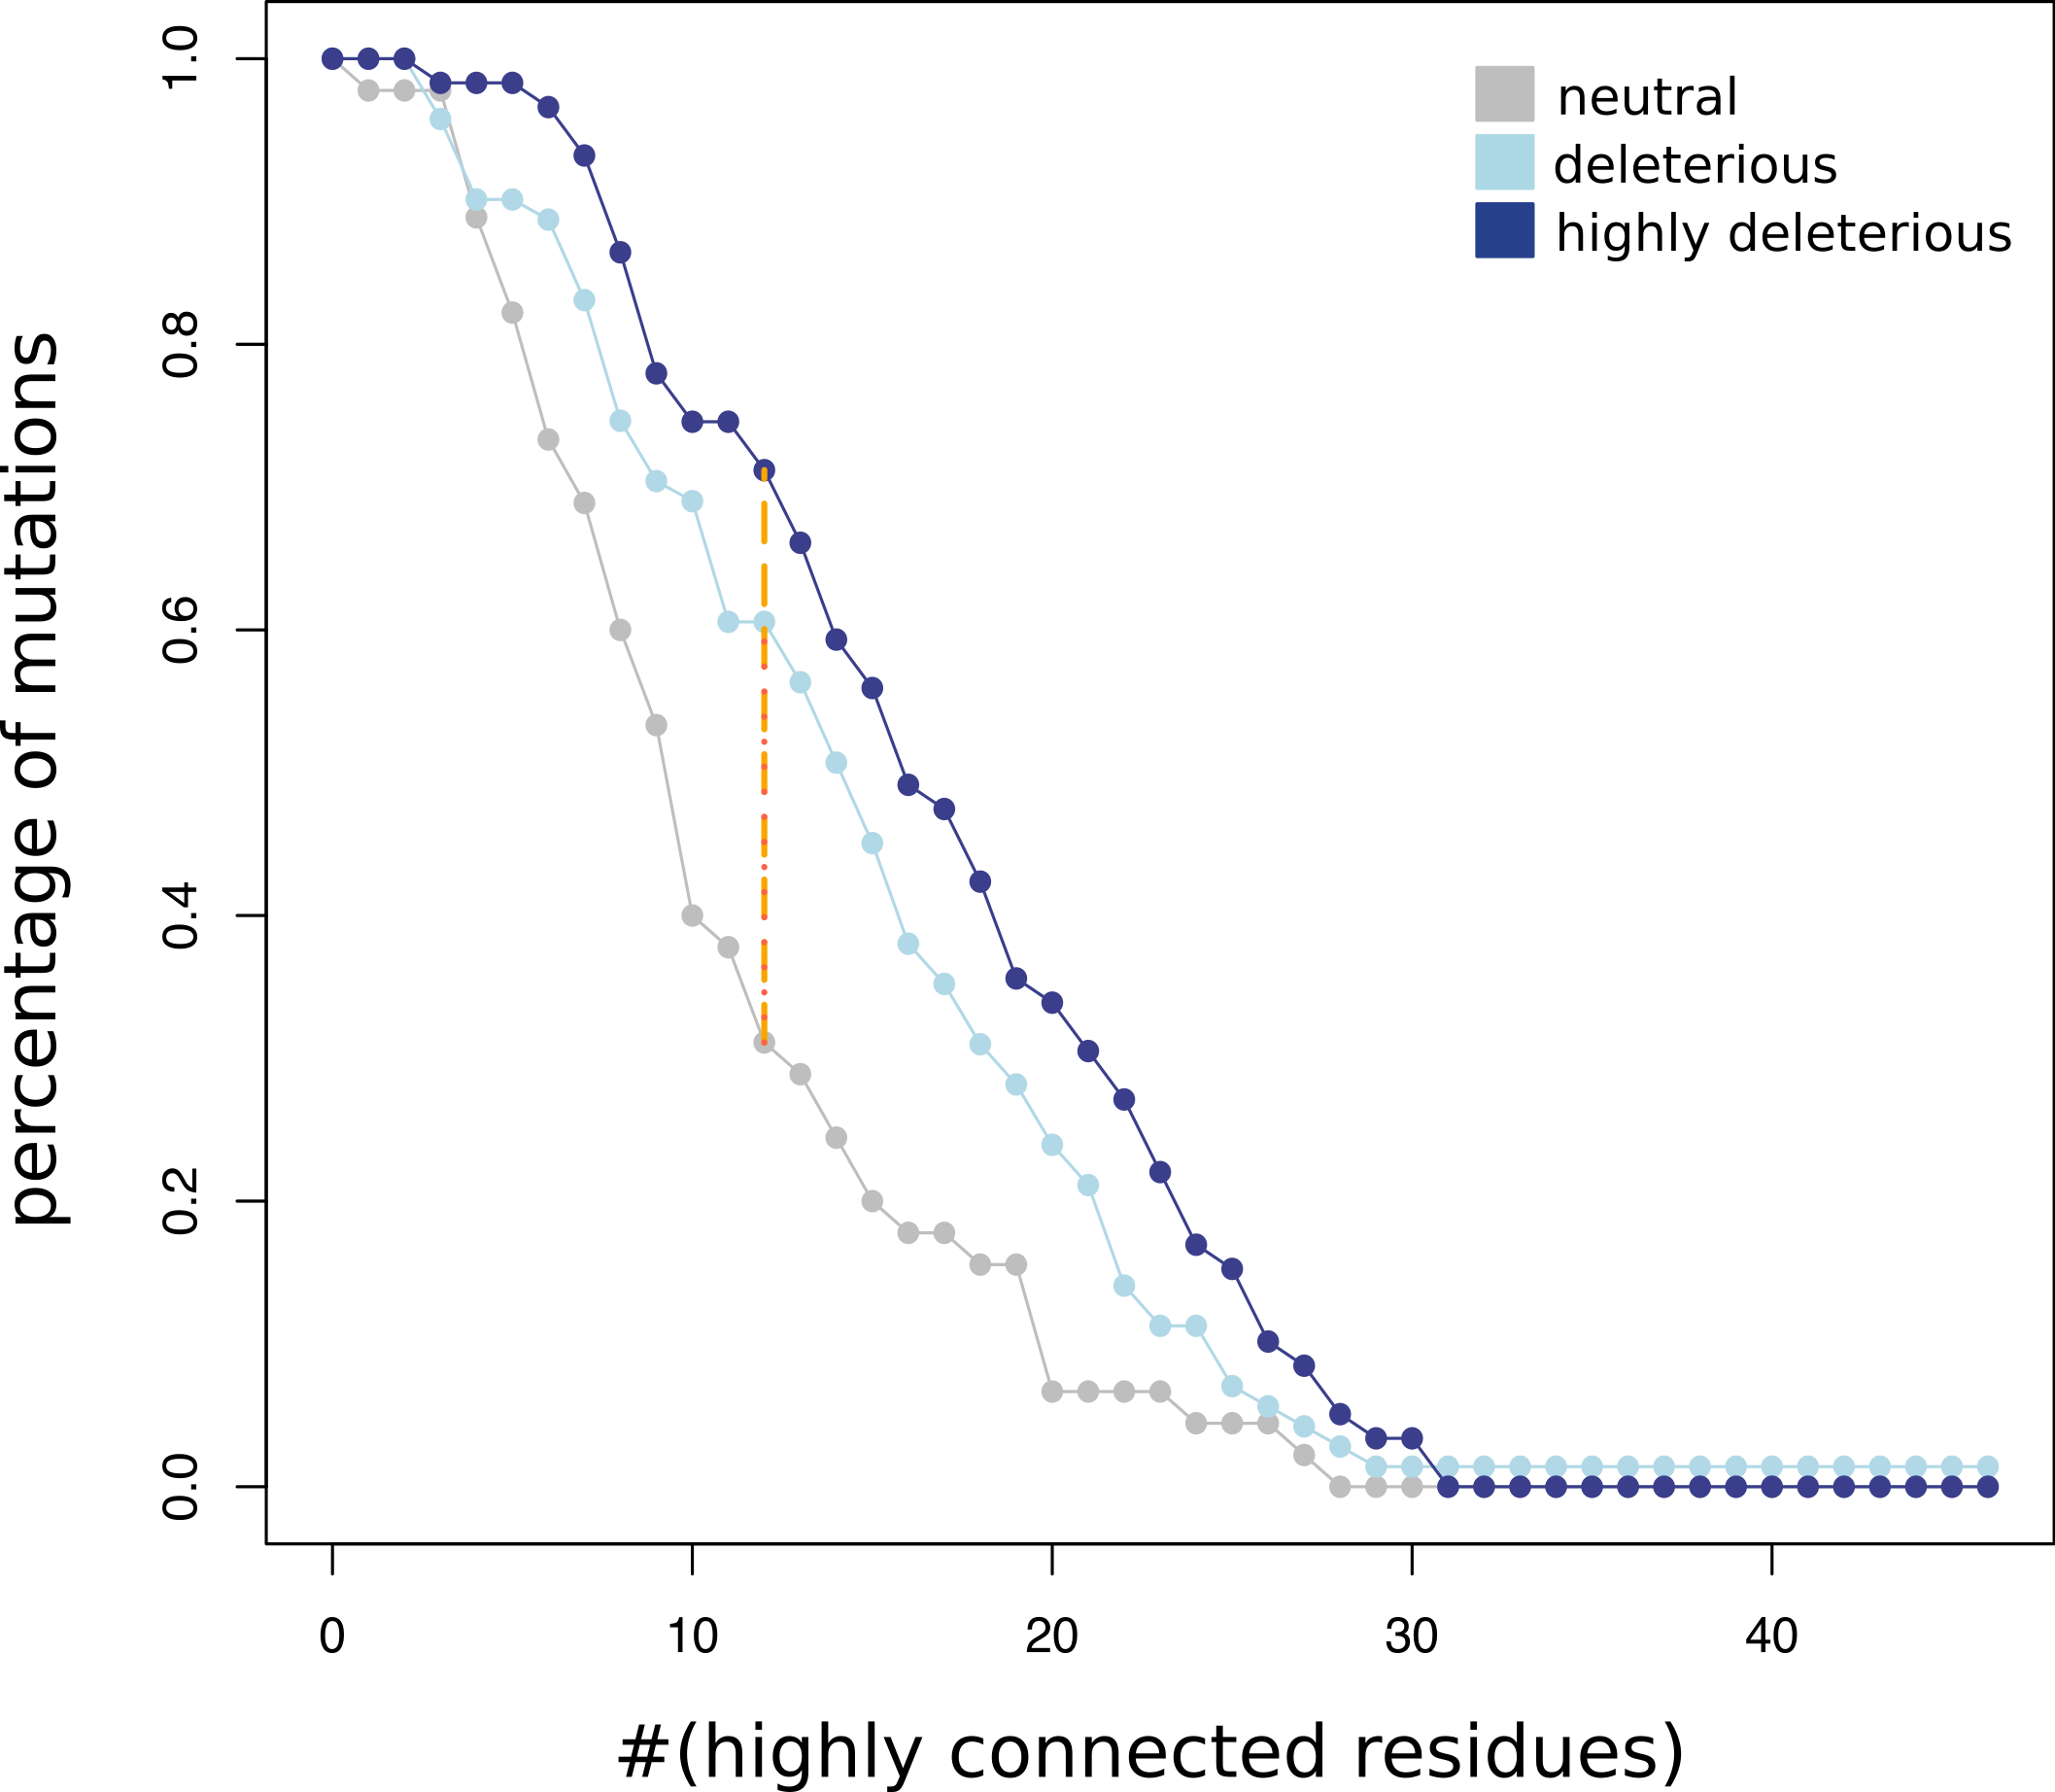 percentage of mutations
1.0
0.8
0.6
0.4
0.2
0.0
neutral
deleterious
highly deleterious
0 10 20 30 40
#(highly connected residues)